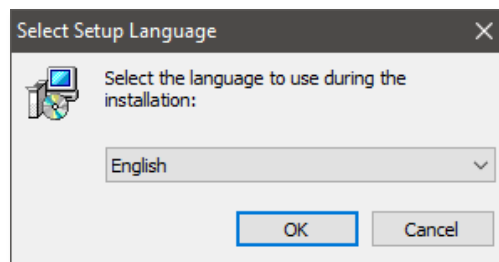 Select Setup Language
Select the language to use during the
installation:
English
OK
Cancel